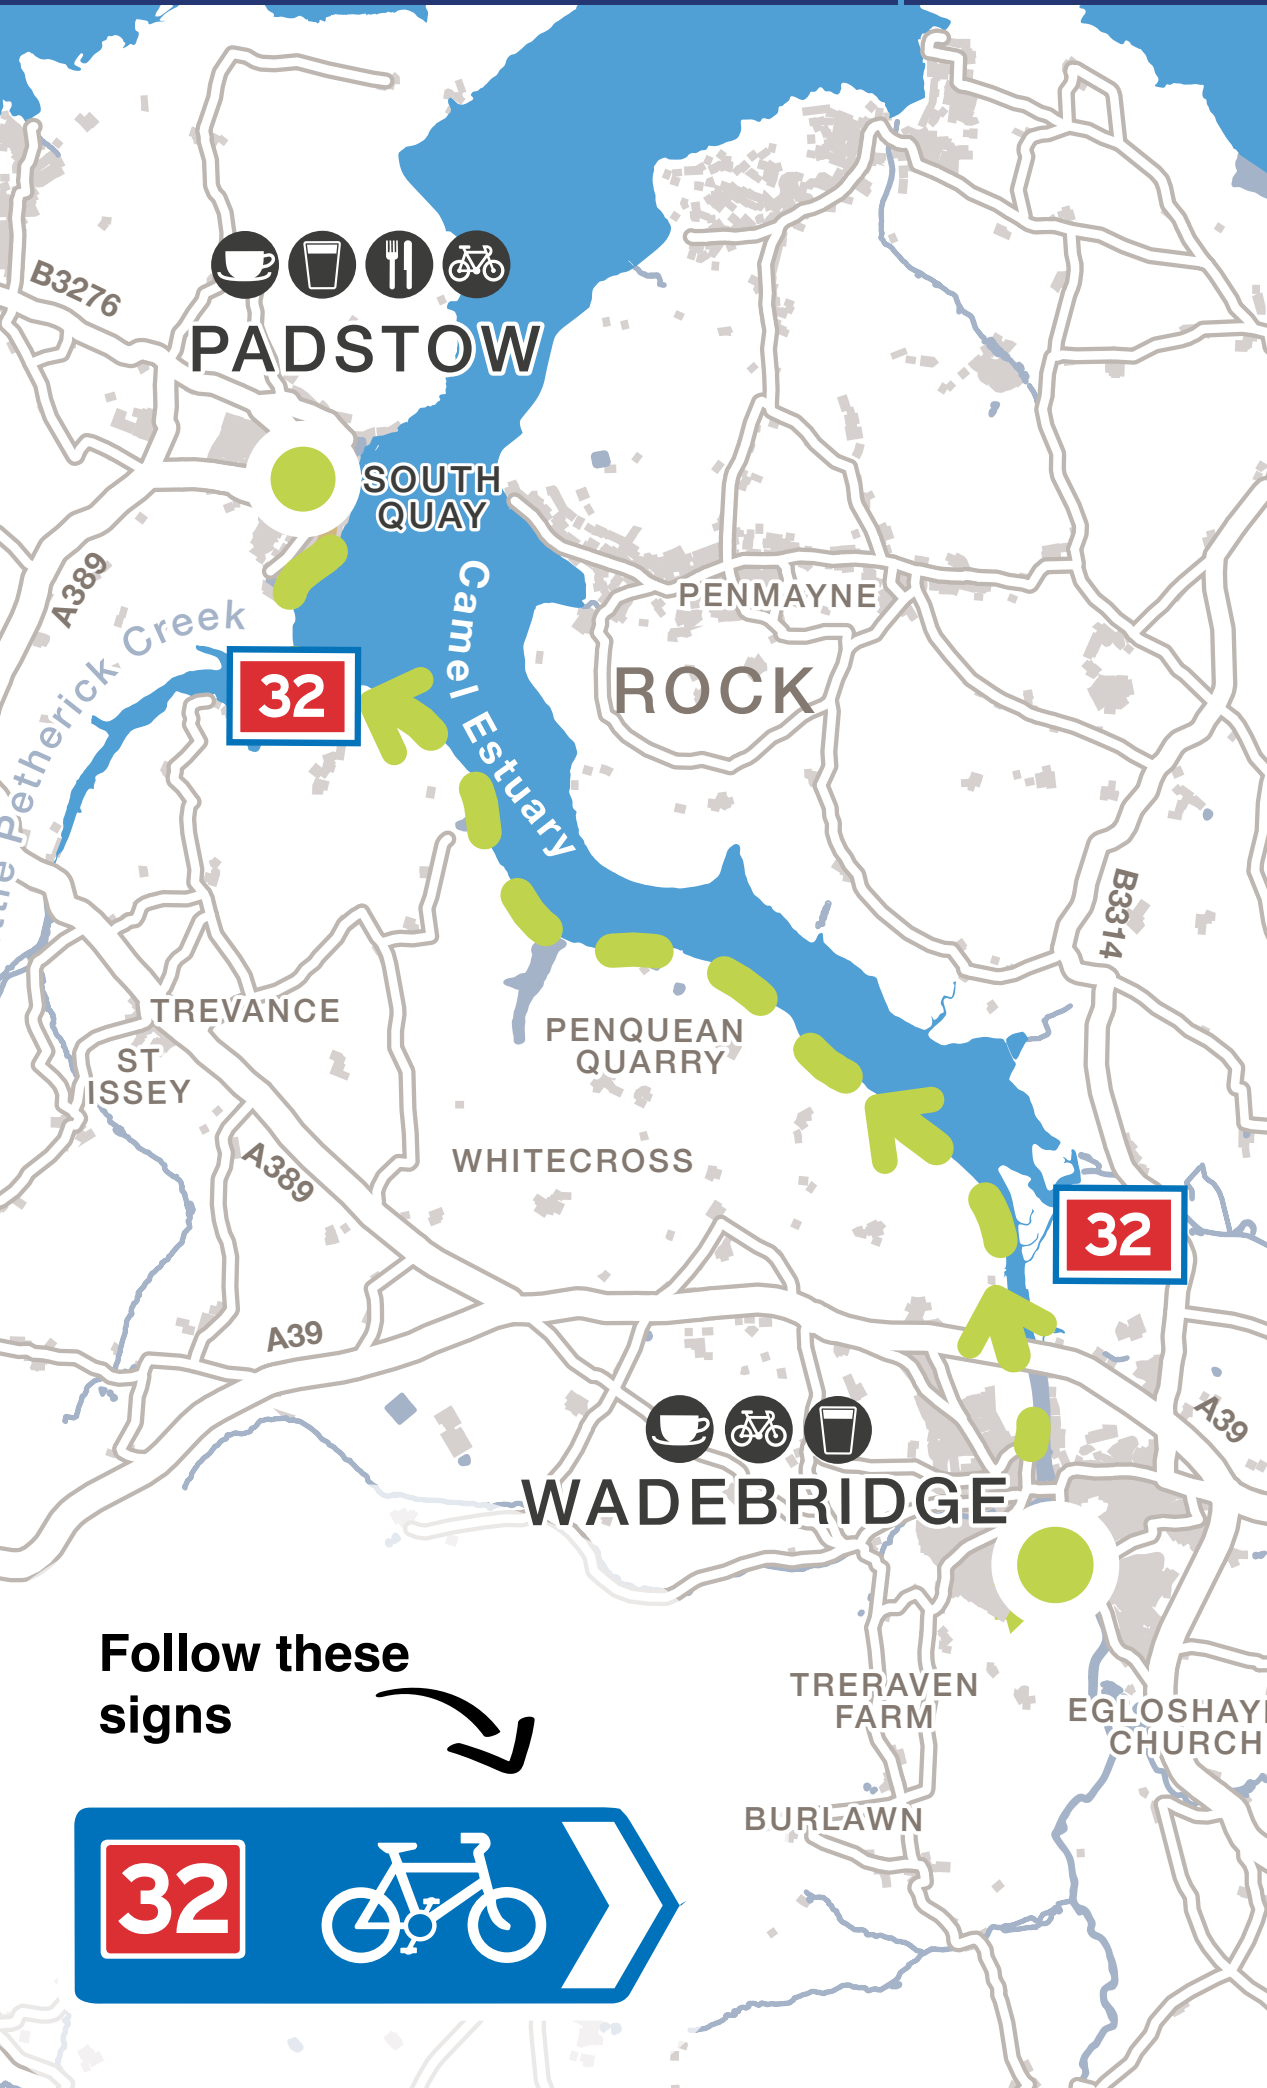 B3276
PADSTOW
SOUTH
QUAY
A389
Petherick Creek
Camel Estuary
PENMAYNE
ROCK
32
B3314
TREVANCE
ST
ISSEY
PENQUEAN
QUARRY
A389
WHITECROSS
32
A39
A39
WADEBRIDGE
Follow these
signs
TRERAVEN
FARM
CHURCH
BURLAWN
32